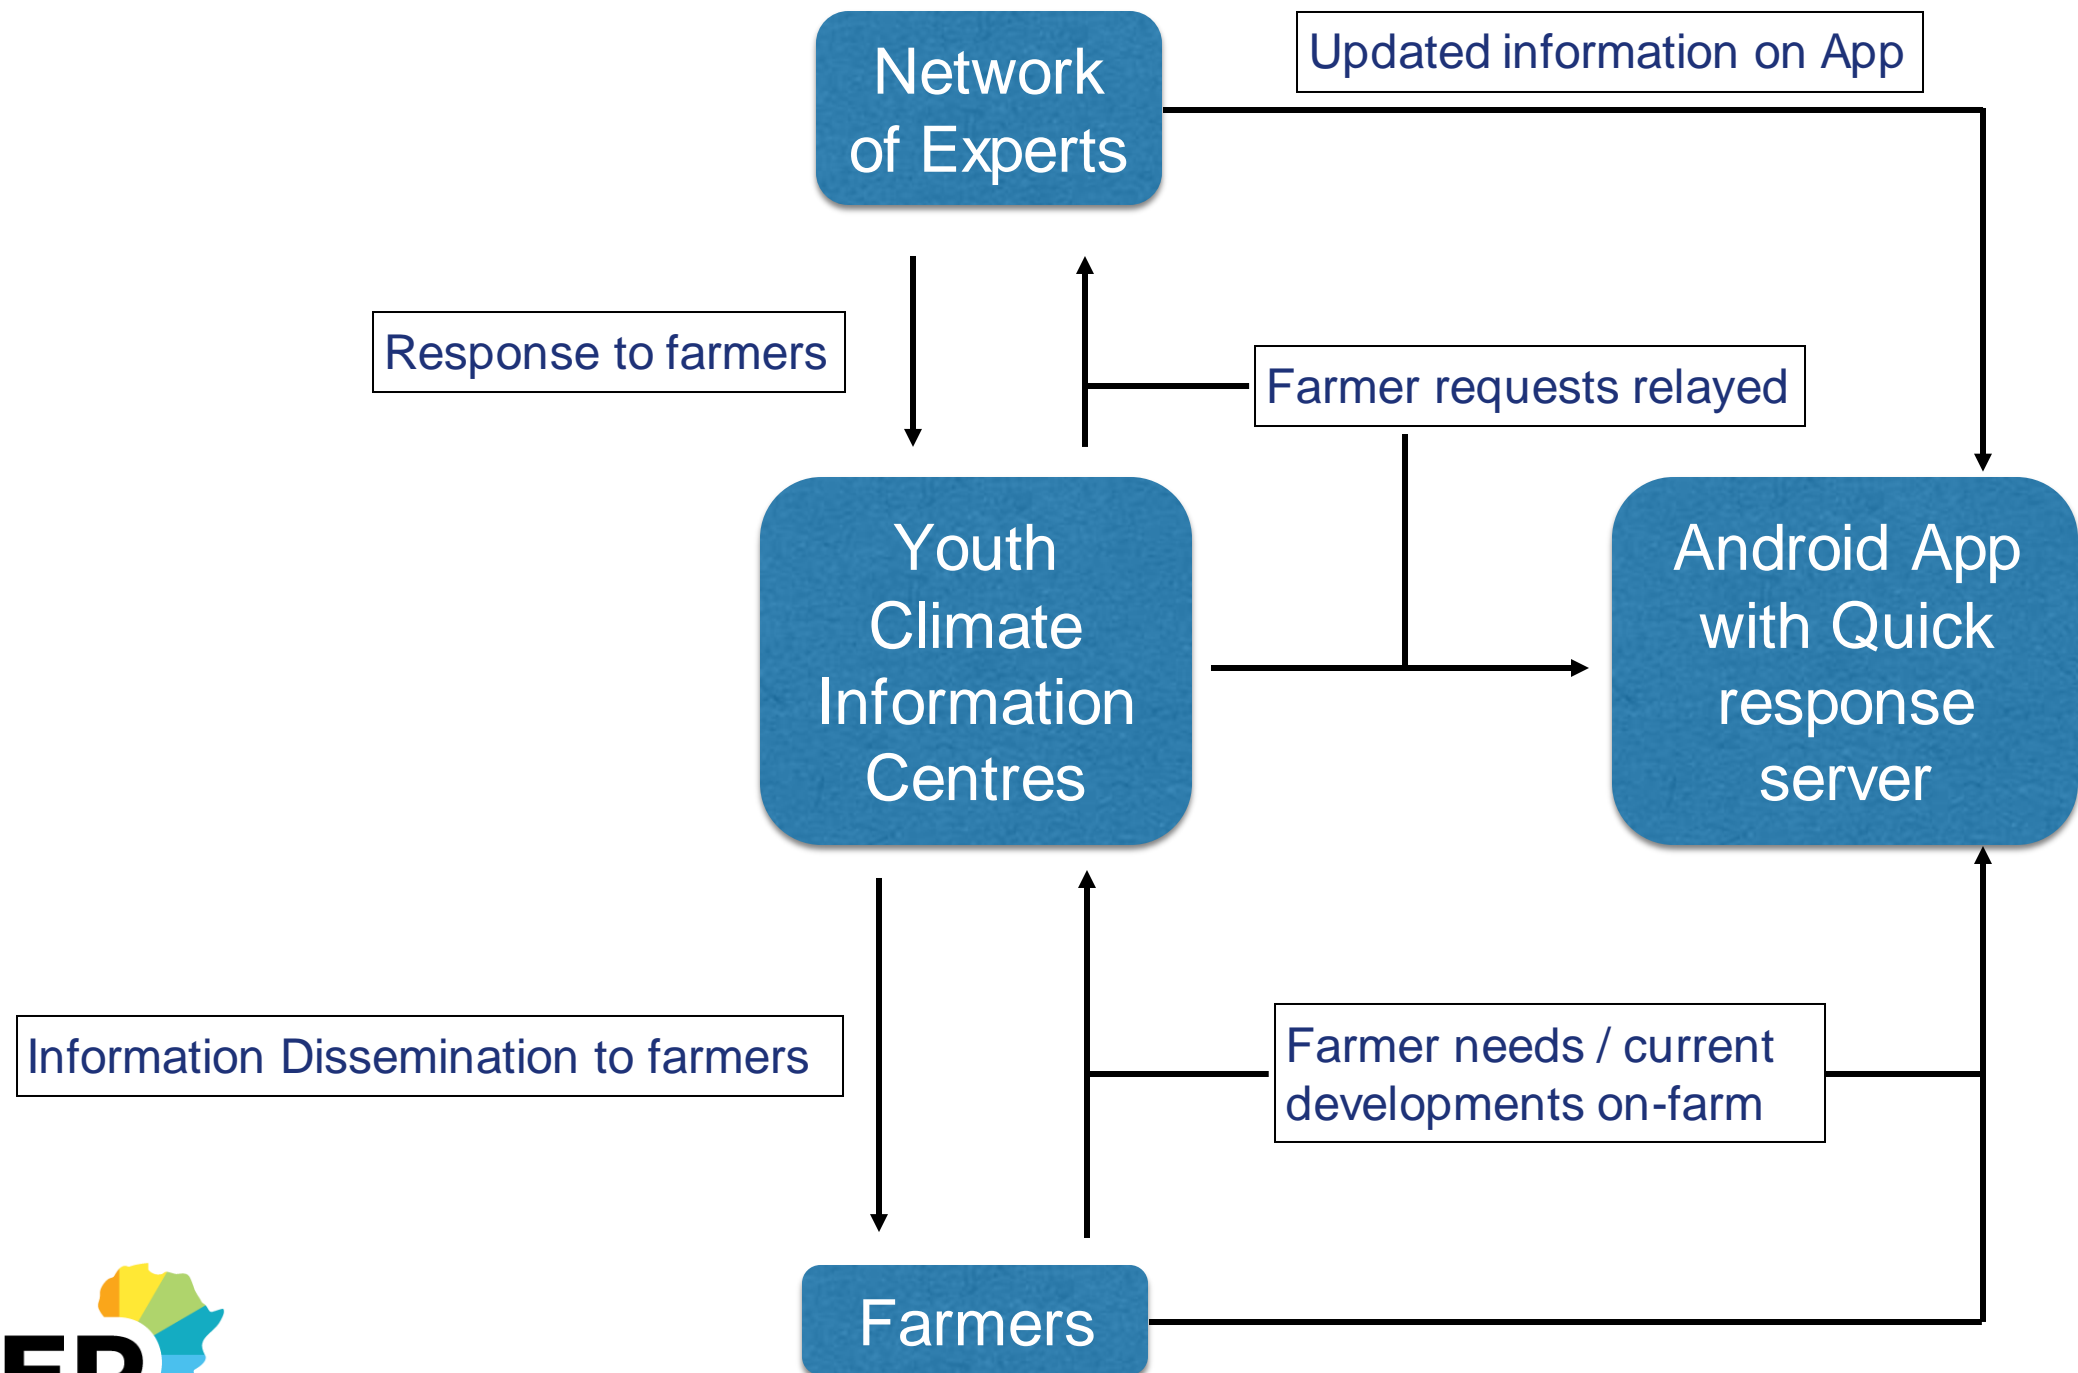 Network
of Experts
Updated information on App
Response to farmers
Farmer requests relayed
Youth
Climate
Information
Centres
Android App
with Quick
response
server
Information Dissemination to farmers
Farmer needs / current
developments on-farm
Farmers